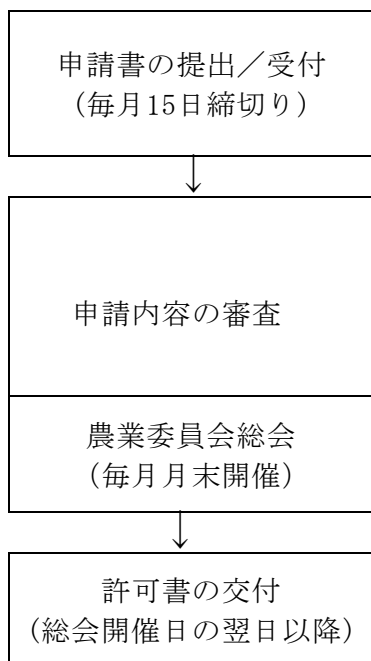 申請書の提出／受付
（毎月15日締切り）
↓
申請内容の審査
農業委員会総会
（毎月月末開催）
↓
許可書の交付
（総会開催日の翌日以降）